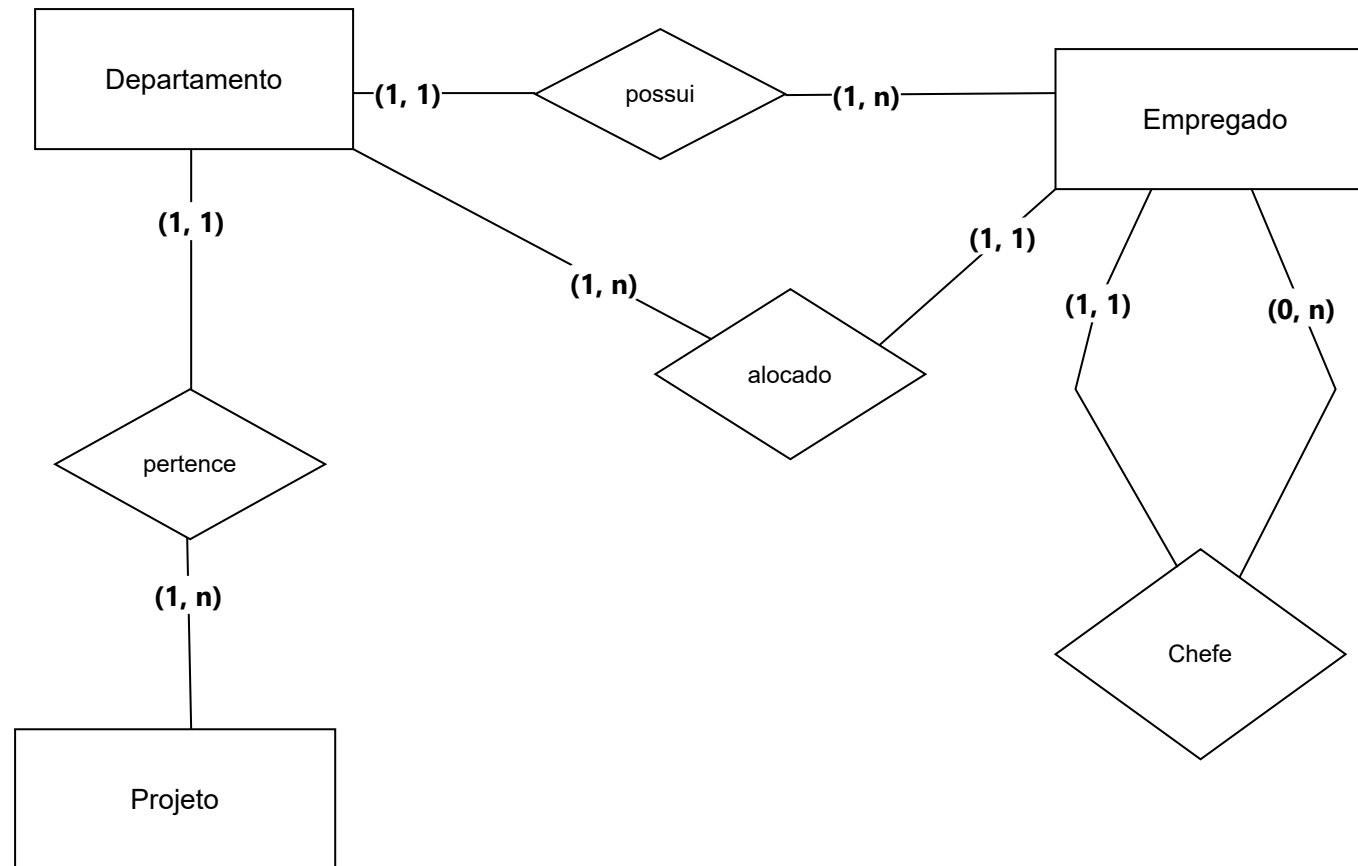 Departamento
(1, 1)
possui
(1, n)
Empregado
(1, 1)
(1, n)
(1, 1)
(1, 1)
(0, n)
alocado
pertence
(1, n)
Chefe
Projeto